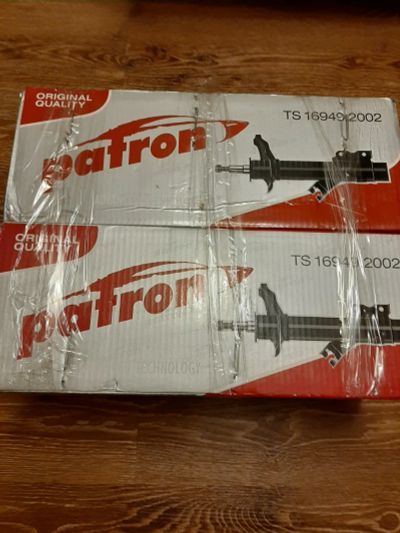 ORIGINAL
QUALITY
TS 16949:2002
patron
ORIGINAL
QUALITY
TS 16949:2002
patron
TECHNOLOGY